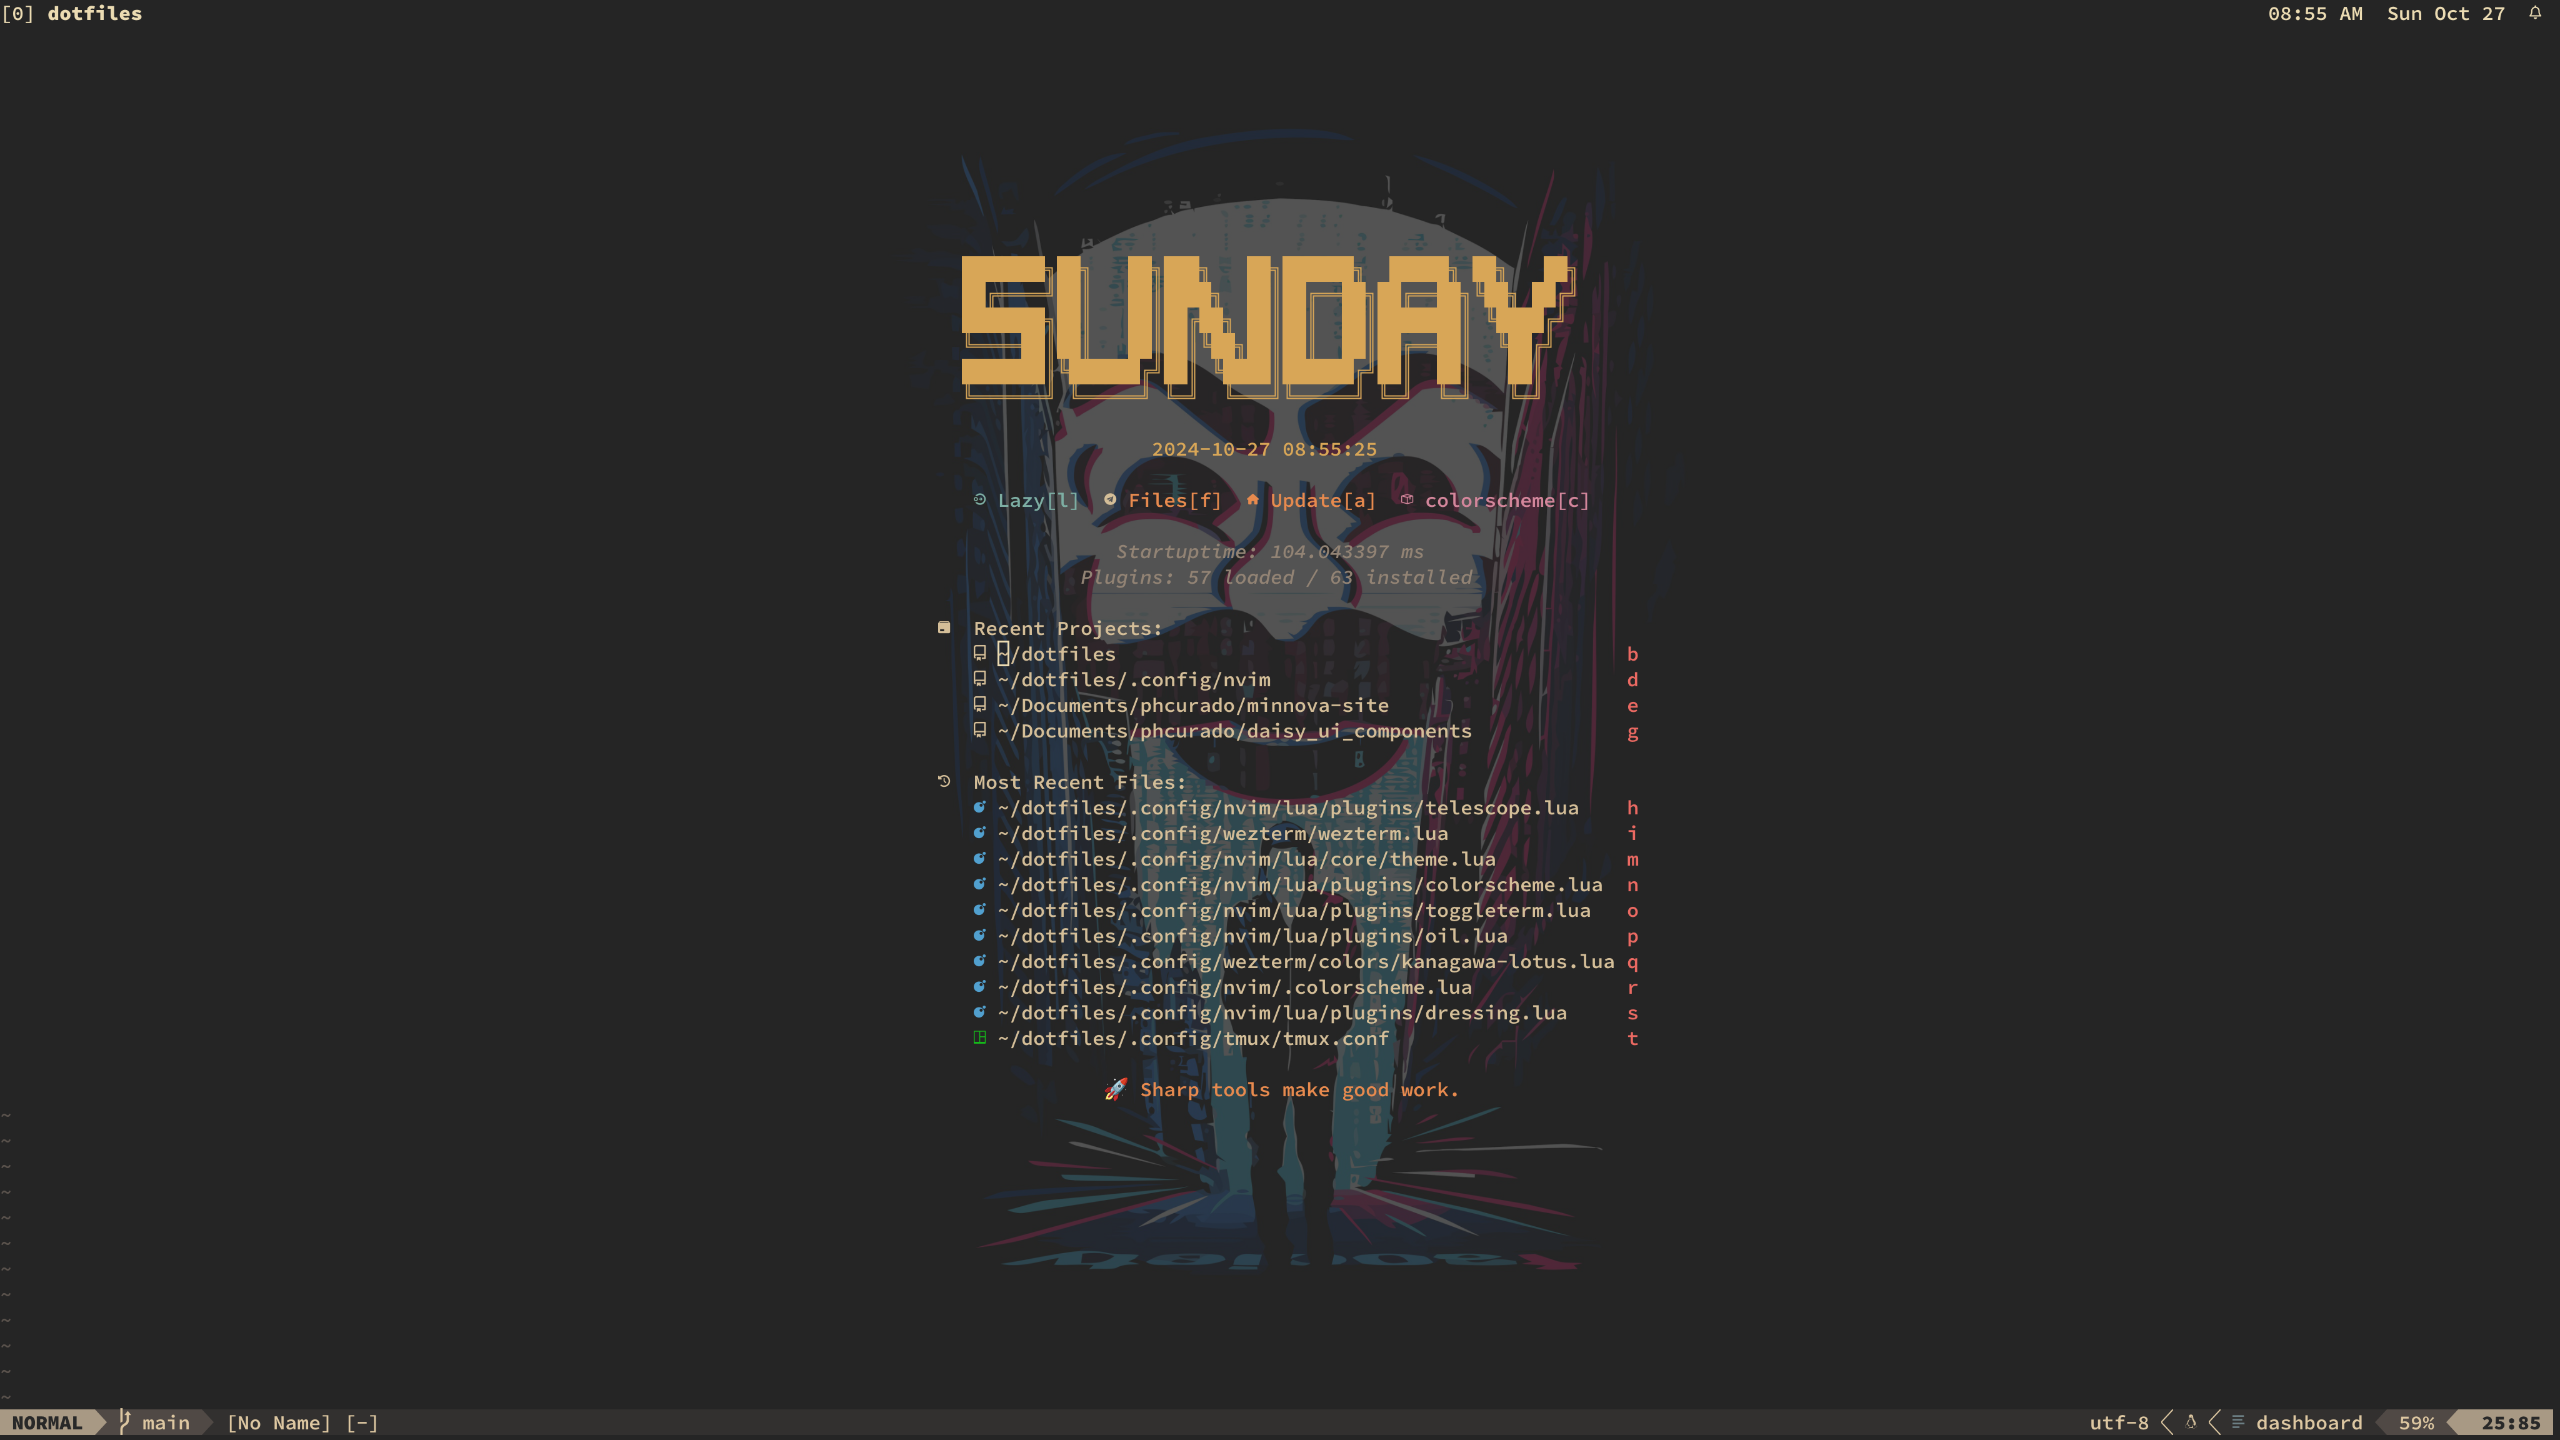 [0] dotfiles
08:55 AM  Sun Oct 27
SUNDAY
2024-10-27 08:55:25
Lazy[l]  Files[f]  Update[a]  colorscheme[c]
Startuptime: 104.043397 ms
Plugins: 57 loaded / 63 installed
Recent Projects:
~/dotfiles b
~/dotfiles/.config/nvim d
~/Documents/phcurado/minnova-site e
~/Documents/phcurado/daisy_ui_components g
Most Recent Files:
~/dotfiles/.config/nvim/lua/plugins/telescope.lua h
~/dotfiles/.config/wezterm/wezterm.lua i
~/dotfiles/.config/nvim/lua/core/theme.lua m
~/dotfiles/.config/nvim/lua/plugins/colorscheme.lua n
~/dotfiles/.config/nvim/lua/plugins/toggleterm.lua o
~/dotfiles/.config/nvim/lua/plugins/oil.lua p
~/dotfiles/.config/wezterm/colors/kanagawa-lotus.lua q
~/dotfiles/.config/nvim/.colorscheme.lua r
~/dotfiles/.config/nvim/lua/plugins/dressing.lua s
~/dotfiles/.config/tmux/tmux.conf t
🚀 Sharp tools make good work.
~
~
~
~
~
~
~
~
~
~
~
~
NORMAL  main  [No Name] [-]
utf-8  dashboard  59%  25:85